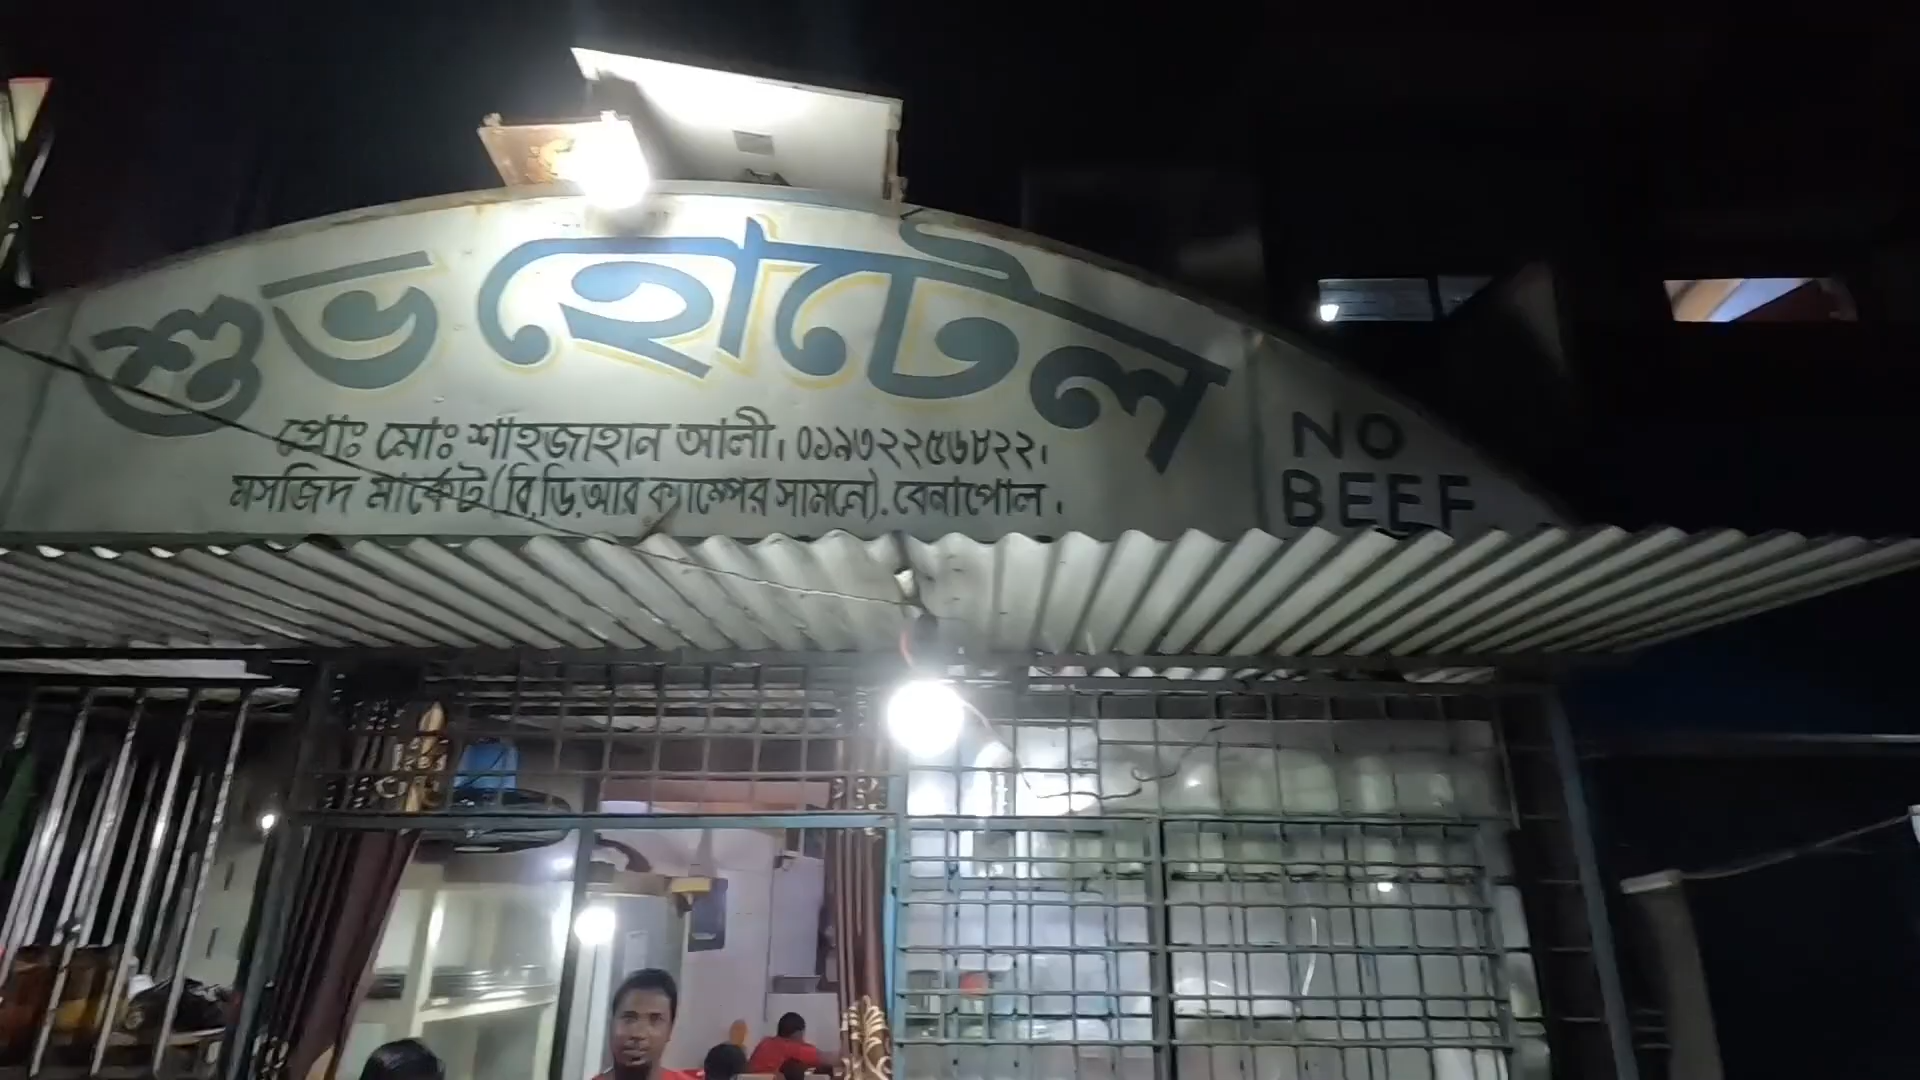 শুভ হোটেল
প্রোঃ মোঃ শাহজাহান আলী। ০১৯৩২২৫৬৮২২।
মসজিদ মার্কেট (বি.ডি.আর ক্যাম্পের সামনে). বেনাপোল।
NO
BEEF